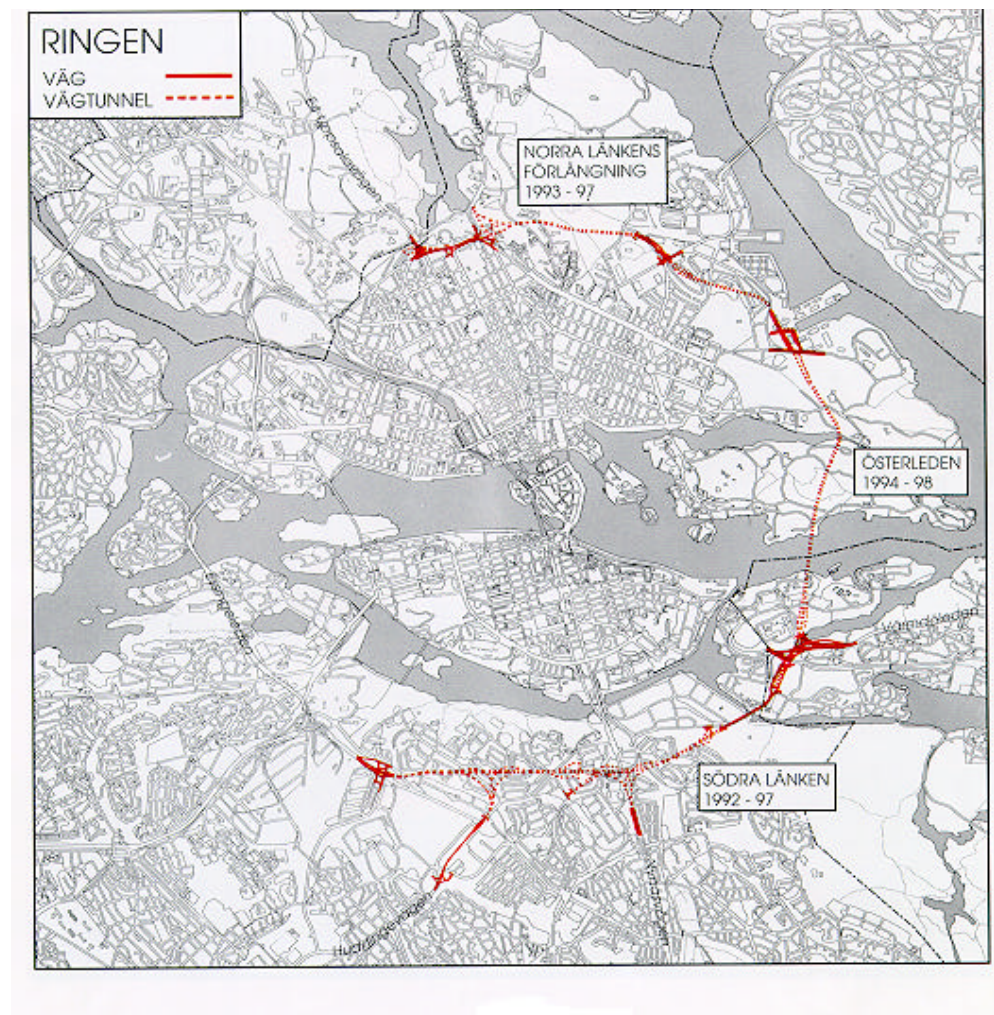 RINGEN
VÄG
VÄGTUNNEL
NORRA LÄNKENS
FÖRLÄNGNING
1993 - 97
ÖSTERLEDEN
1994 - 98
Värmdöleden
SÖDRA LÄNKEN
1992 - 97
Huddingevägen